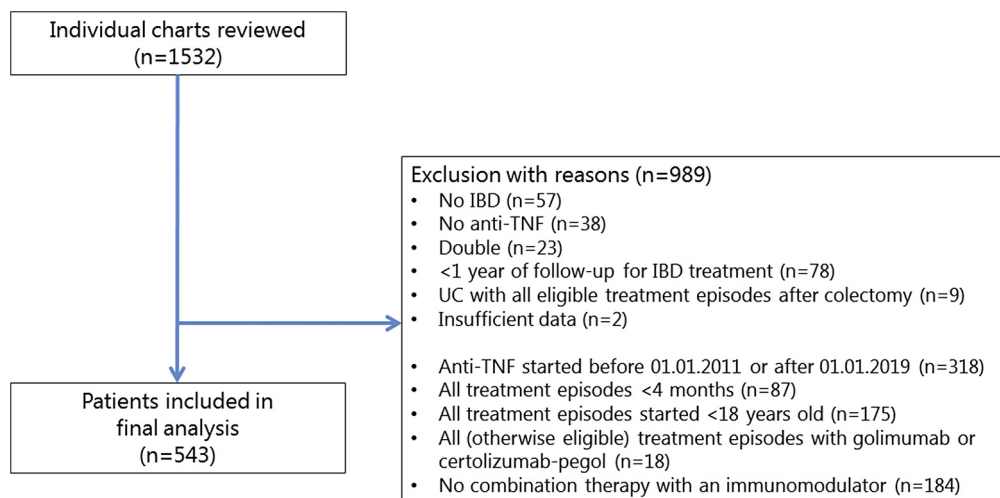 Individual charts reviewed
(n=1532)
Exclusion with reasons (n=989)
• No IBD (n=57)
• No anti-TNF (n=38)
• Double (n=23)
• <1 year of follow-up for IBD treatment (n=78)
• UC with all eligible treatment episodes after colectomy (n=9)
• Insufficient data (n=2)
• Anti-TNF started before 01.01.2011 or after 01.01.2019 (n=318)
• All treatment episodes <4 months (n=87)
• All treatment episodes started <18 years old (n=175)
• All (otherwise eligible) treatment episodes with golimumab or
certolizumab-pegol (n=18)
• No combination therapy with an immunomodulator (n=184)
Patients included in
final analysis
(n=543)